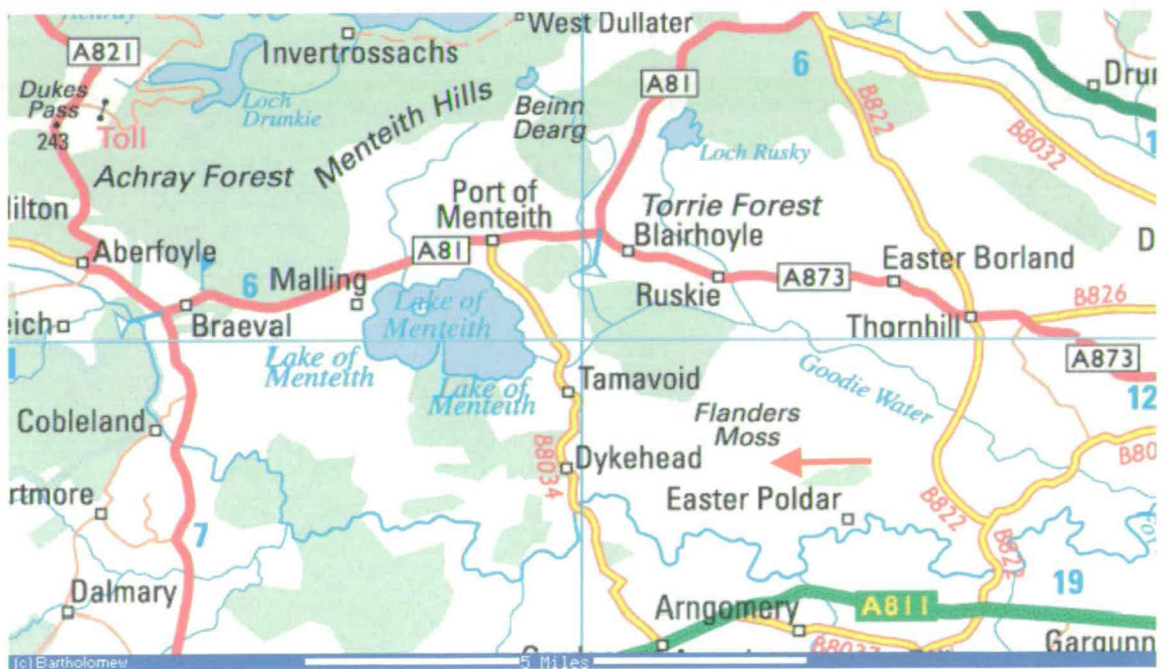 West Dullater
A821
Invertrossachs
A81
6
B822
Dukes
Pass
243
Toll
Loch
Drunkie
Menteith Hills
Beinn
Dearg
B8032
Loch Rusky
Achray Forest
Port of
Menteith
Torrie Forest
Aberfoyle
A81
Blairhoyle
Easter Borland
6
Malling
Ruskie
A873
B826
Braeval
Lake of
Menteith
Thornhill
Lake of
Menteith
A873
Lake of
Menteith
Tamavoid
Goodie Water
12
Cobleland
Flanders
Moss
B8034
Dykehead
Easter Poldar
B822
7
B822
19
Dalmary
Arngomery
A811
(c)Bartholomew
5 Miles